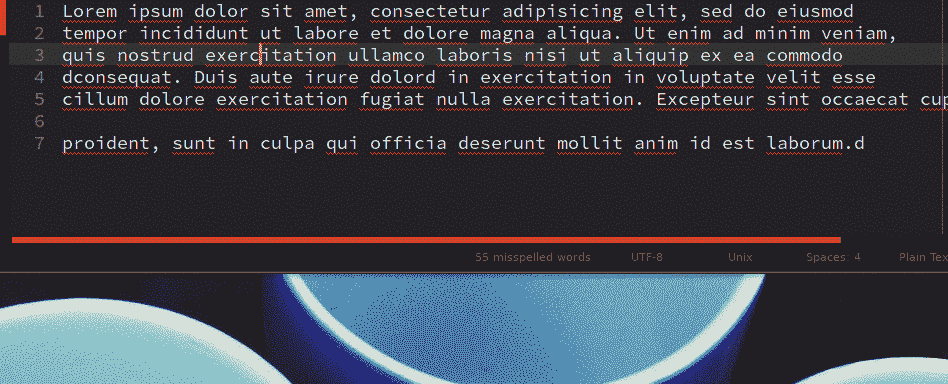 1 Lorem ipsum dolor sit amet, consectetur adipisicing elit, sed do eiusmod
2 tempor incididunt ut labore et dolore magna aliqua. Ut enim ad minim veniam,
3 quis nostrud exercitation ullamco laboris nisi ut aliquip ex ea commodo
4 dconsequat. Duis aute irure dolord in exercitation in voluptate velit esse
5 cillum dolore exercitation fugiat nulla exercitation. Excepteur sint occaecat cup
6
7 proident, sunt in culpa qui officia deserunt mollit anim id est laborum.d
55 misspelled words UTF-8 Unix Spaces: 4 Plain Tex